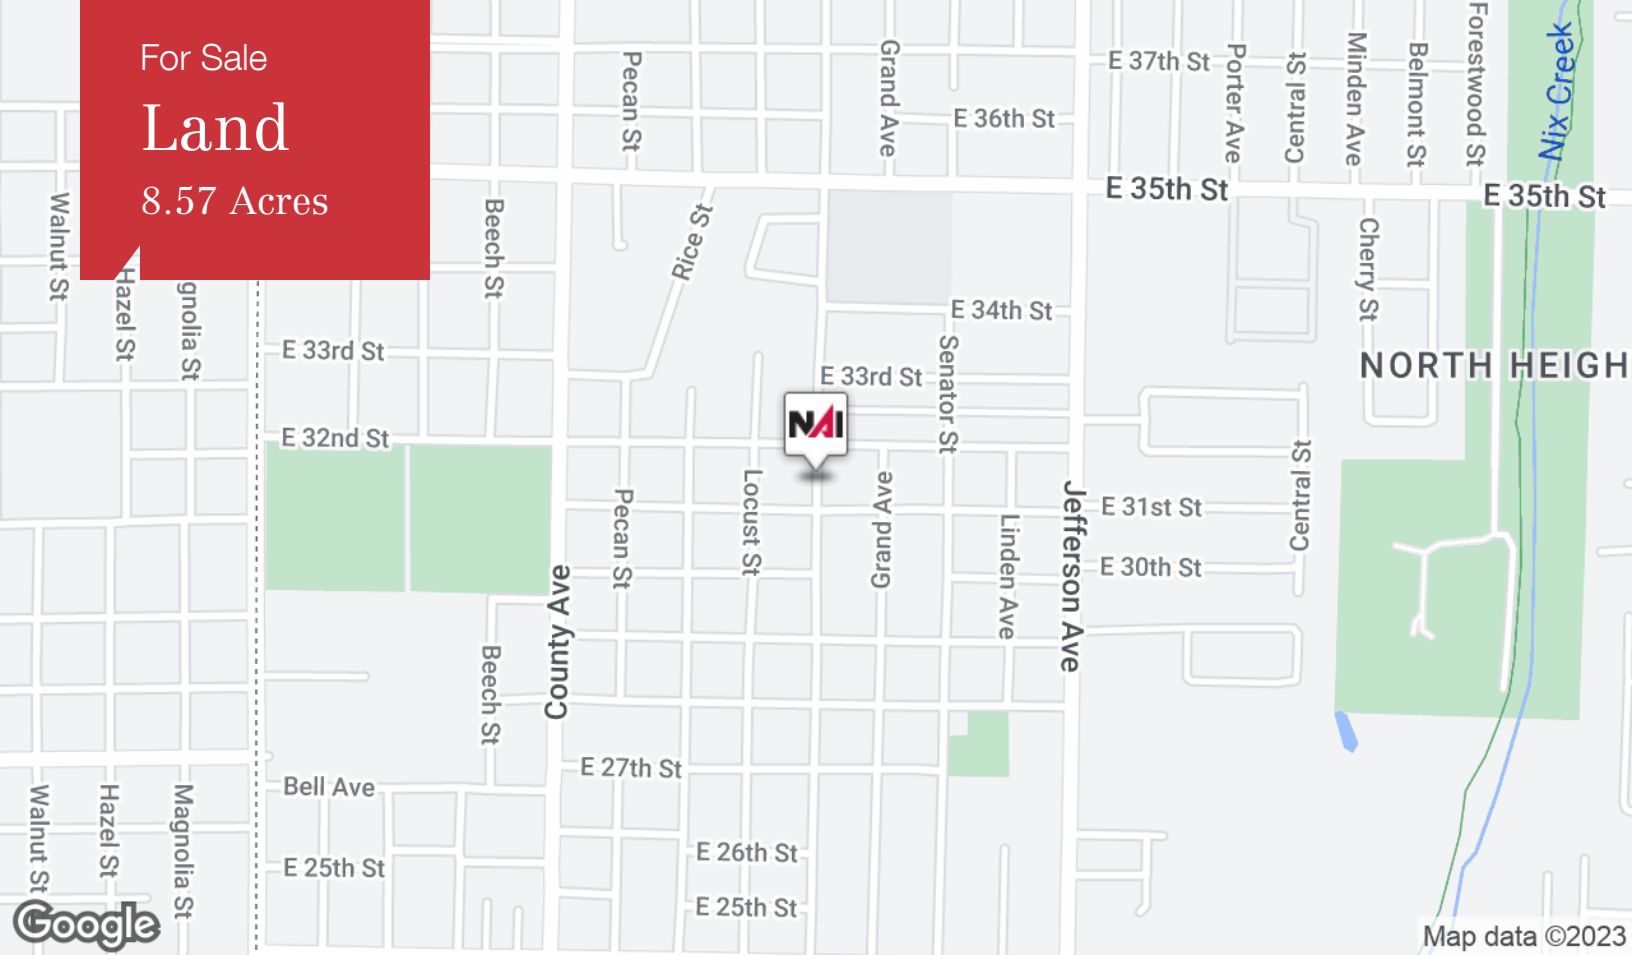 For Sale
Land
8.57 Acres
Pecan St
Grand Ave
E 37th St
Porter Ave
Central St
Minden Ave
Belmont St
Forestwood St
Nix Creek
E 36th St
E 35th St
E 35th St
Walnut St
Hazel St
gnolia St
Beech St
Rice St
Cherry St
E 34th St
E 33rd St
E 33rd St
Senator St
NORTH HEIGH
NAI
E 32nd St
Central St
Pecan St
Locust St
Grand Ave
Linden Ave
Jefferson Ave
E 31st St
E 30th St
County Ave
Beech St
E 27th St
Bell Ave
Walnut St
Hazel St
Magnolia St
E 26th St
E 25th St
E 25th St
Google
Map data ©2023